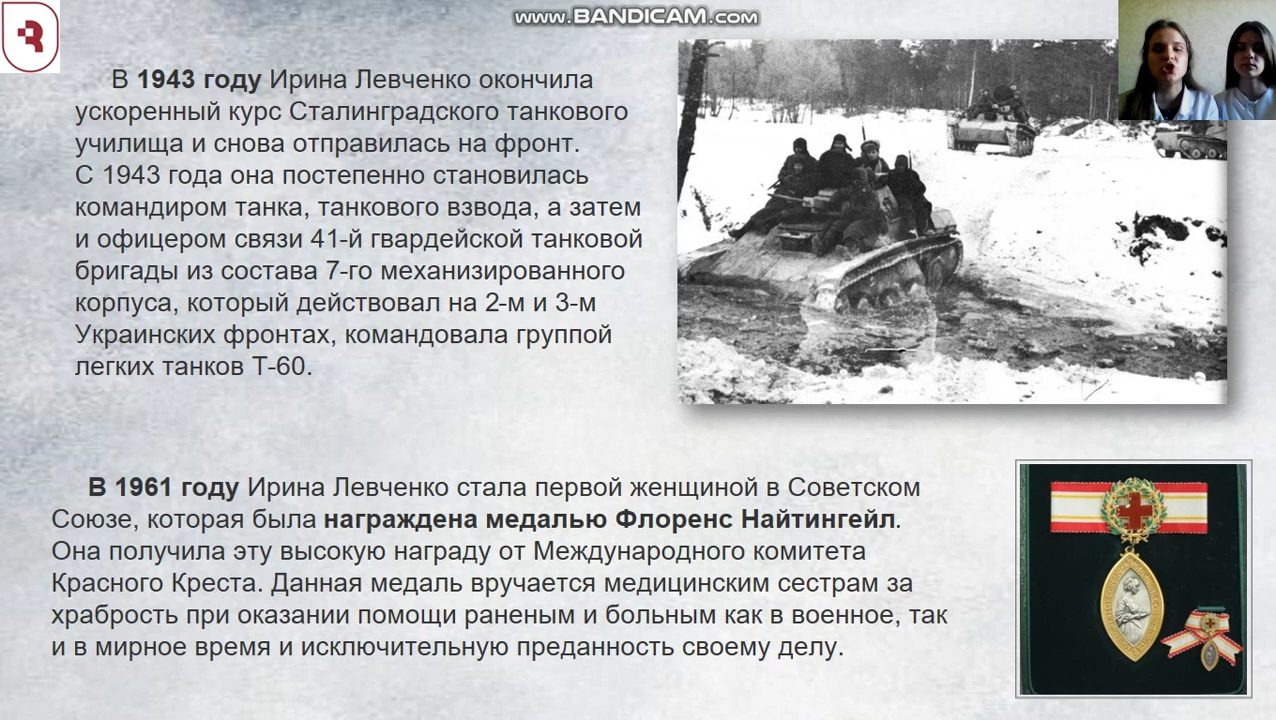 www.BANDICAM.com
В 1943 году Ирина Левченко окончила
ускоренный курс Сталинградского танкового
училища и снова отправилась на фронт.
С 1943 года она постепенно становилась
командиром танка, танкового взвода, а затем
и офицером связи 41-й гвардейской танковой
бригады из состава 7-го механизированного
корпуса, который действовал на 2-м и 3-м
Украинских фронтах, командовала группой
легких танков Т-60.
В 1961 году Ирина Левченко стала первой женщиной в Советском
Союзе, которая была награждена медалью Флоренс Найтингейл.
Она получила эту высокую награду от Международного комитета
Красного Креста. Данная медаль вручается медицинским сестрам за
храбрость при оказании помощи раненым и больным как в военное, так
и в мирное время и исключительную преданность своему делу.